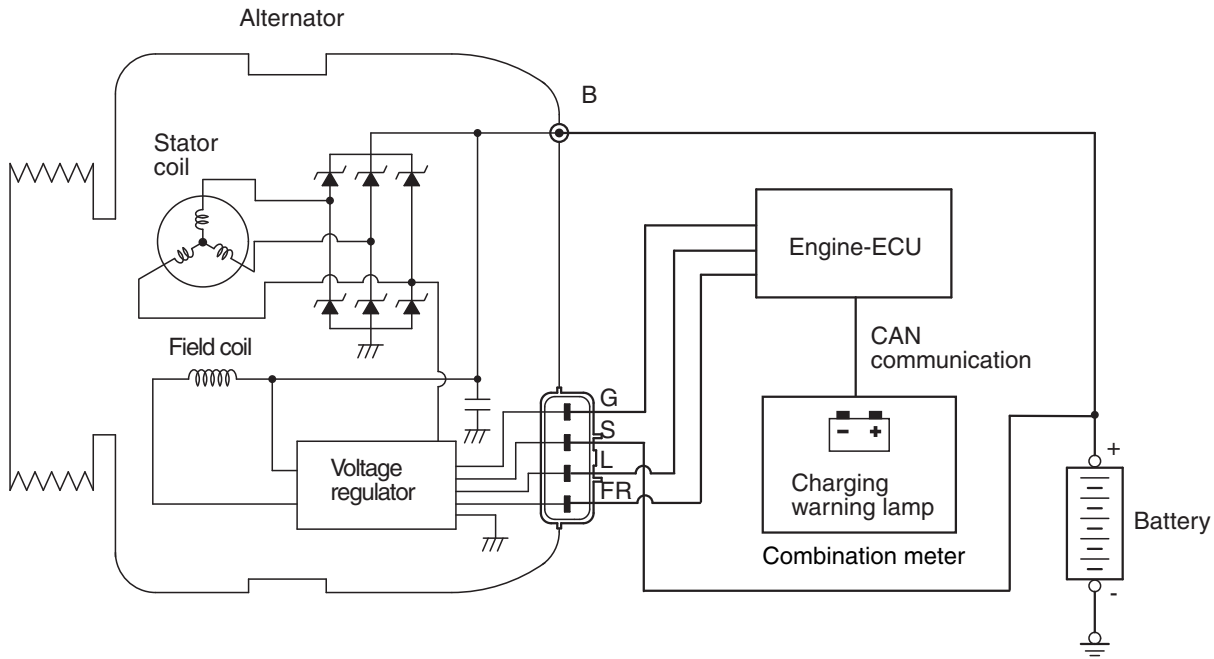 Alternator
B
Stator
coil
Engine-ECU
CAN
communication
Field coil
G
S
L
FR
Voltage
regulator
- +
Charging
warning lamp
Combination meter
+
Battery
-